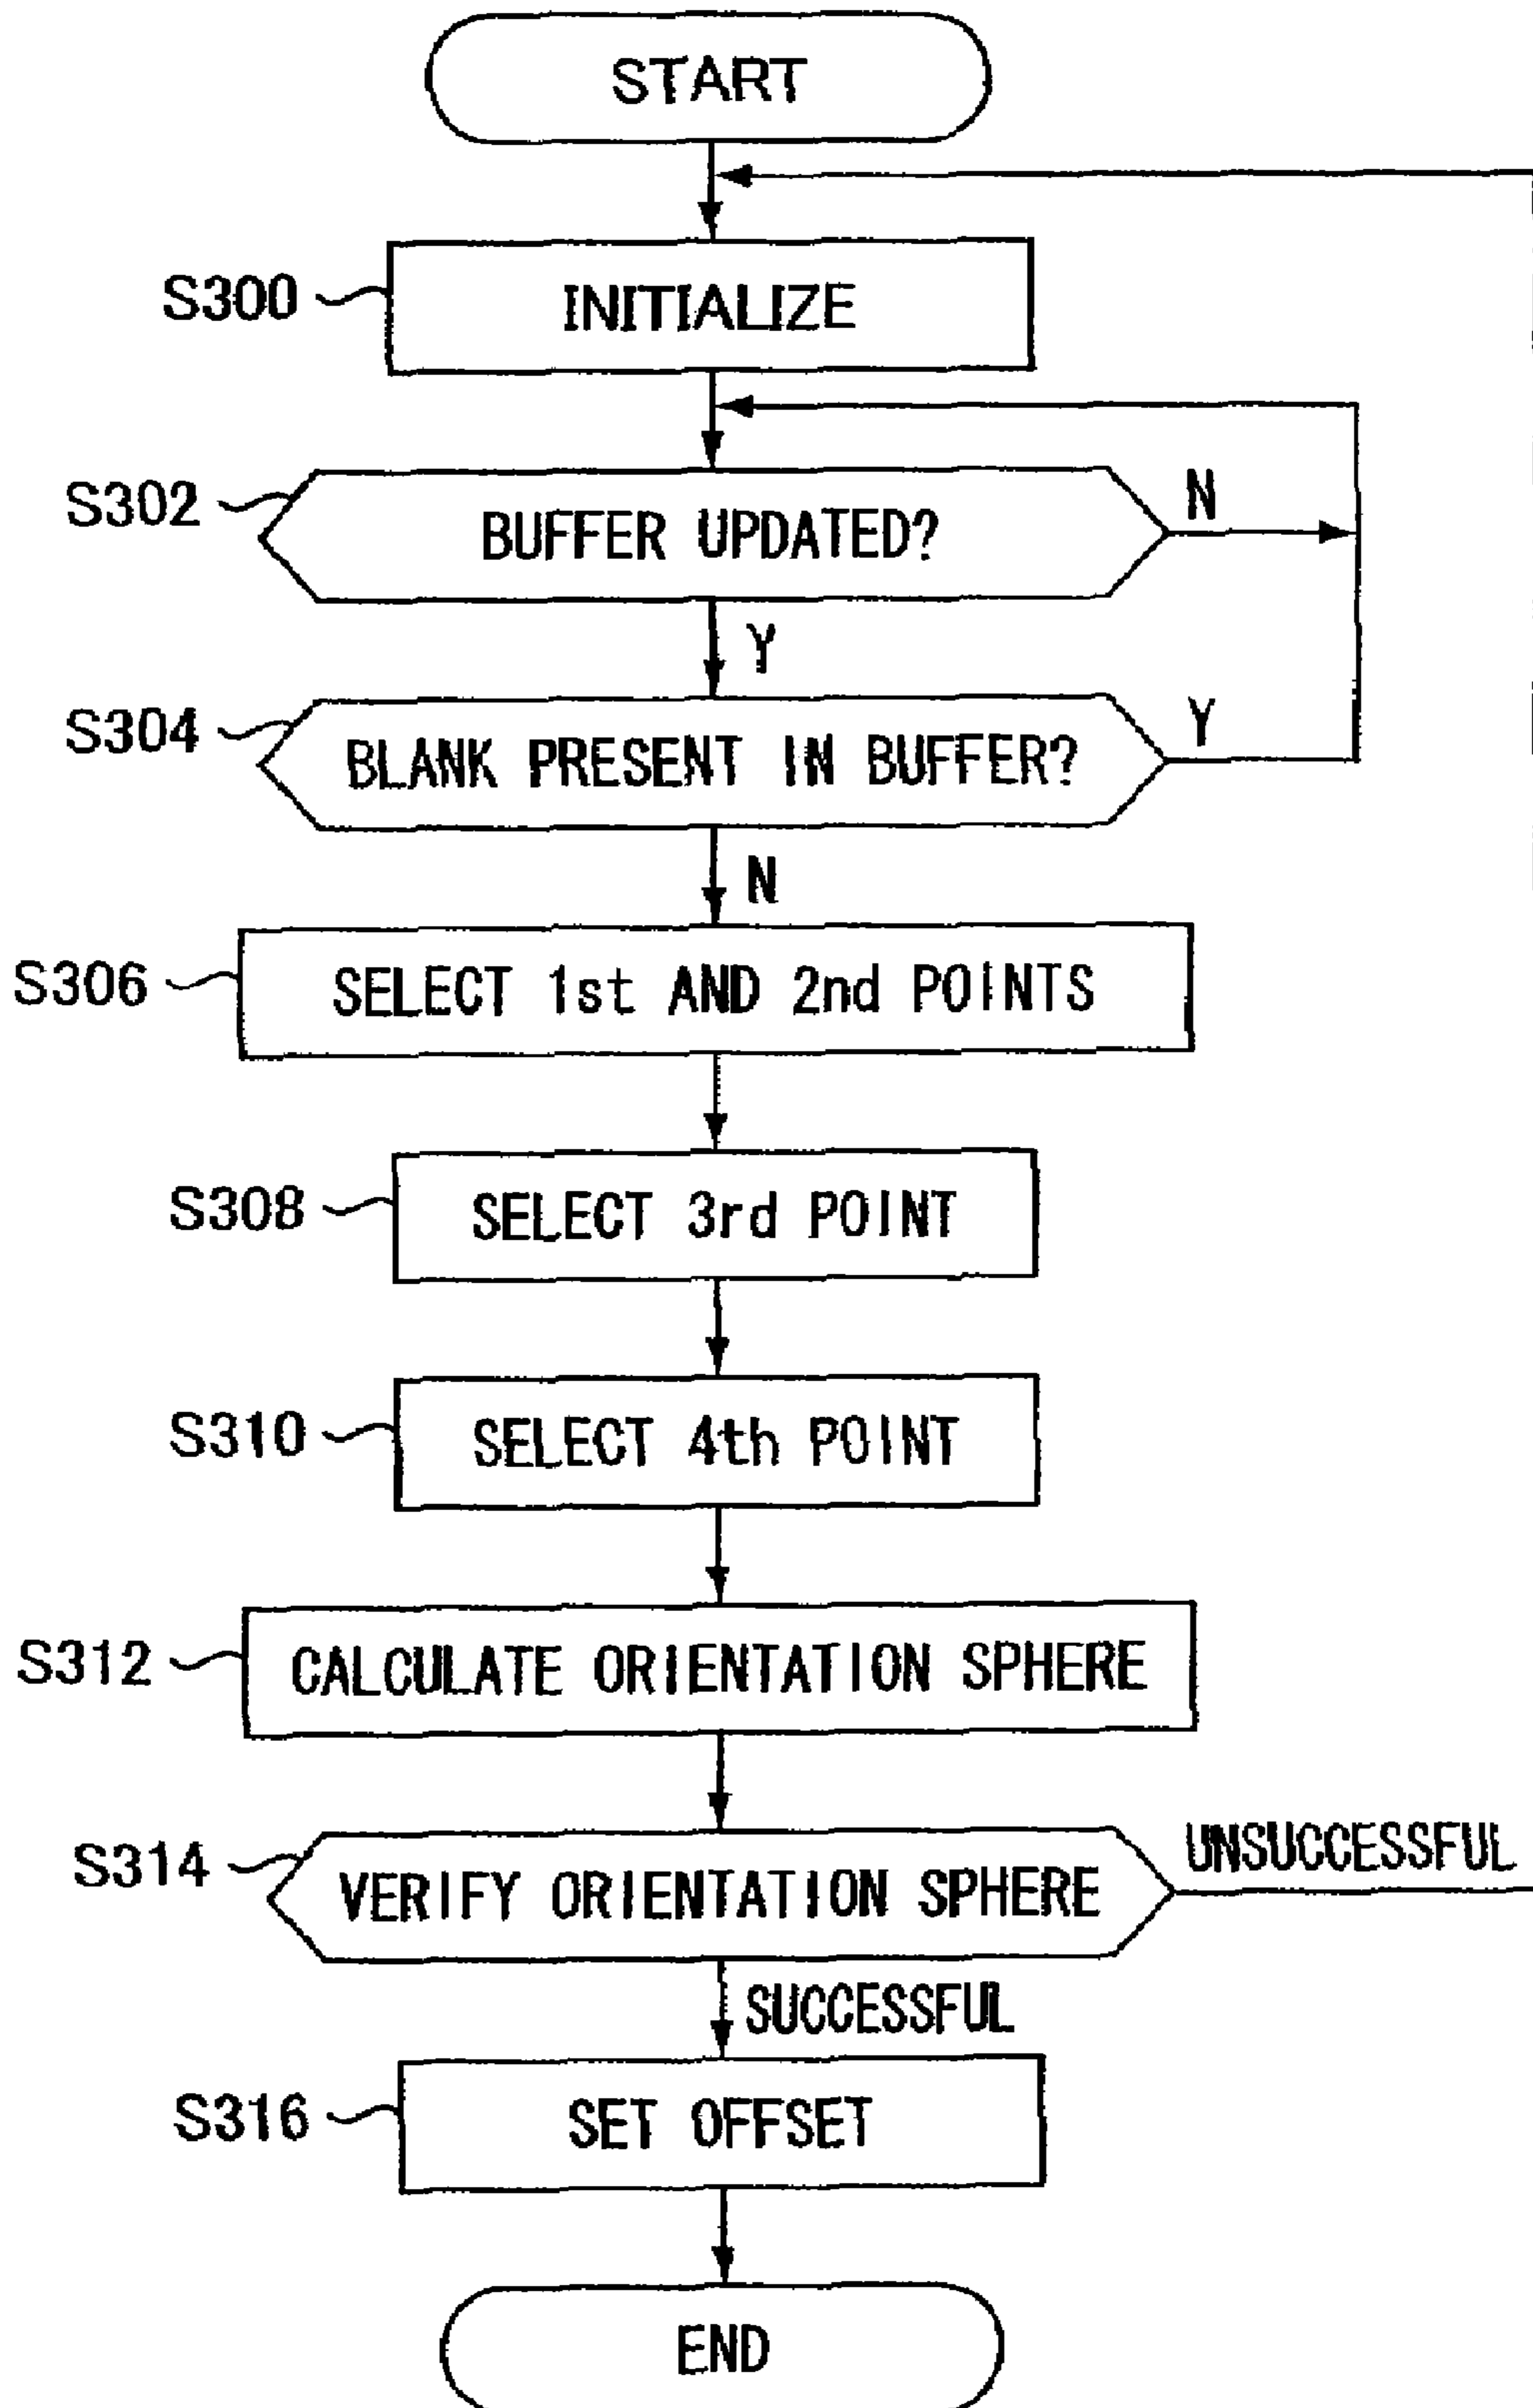 START
S300
INITIALIZE
S302
BUFFER UPDATED?
N
Y
S304
BLANK PRESENT IN BUFFER?
Y
N
S306
SELECT 1st AND 2nd POINTS
S308
SELECT 3rd POINT
S310
SELECT 4th POINT
S312
CALCULATE ORIENTATION SPHERE
S314
VERIFY ORIENTATION SPHERE
UNSUCCESSFUL
SUCCESSFUL
S316
SET OFFSET
END